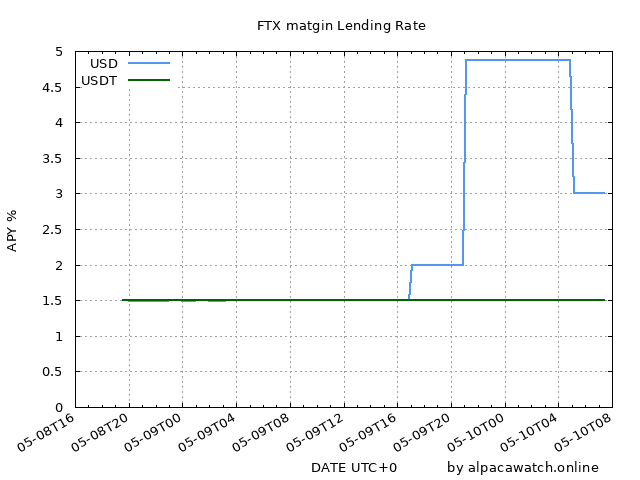 FTX matgin Lending Rate
USD
USDT
5
4.5
4
3.5
3
2.5
2
1.5
1
0.5
0
APY %
05-08T16
05-08T20
05-09T00
05-09T04
05-09T08
05-09T12
05-09T16
05-09T20
05-10T00
05-10T04
05-10T08
DATE UTC+0
by alpacawatch.online